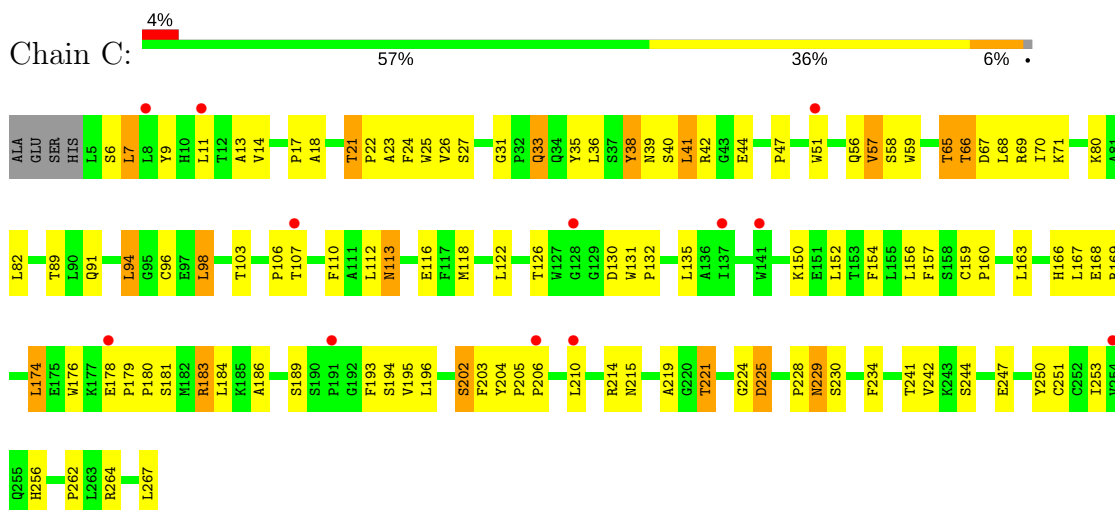 4%
Chain C:
57% 36% 6% •
ALA GLU SER HIS L5 S6 L7 L8 Y9 H10 L11 T12 A13 V14 P17 A18 T21 P22 A23 F24 W25 V26 S27 G31 P32 Q33 Q34 Y35 L36 S37 Y38 N39 S40 L41 R42 G43 E44 P47 W51 Q56 V57 S58 W59 T65 T66 D67 L68 R69 I70 K71 K80 A81
L82 T89 L90 Q91 L94 G95 C96 E97 L98 T103 P106 T107 F110 A111 L112 N113 E116 F117 M118 L122 T126 W127 G128 G129 D130 W131 P132 L135 A136 I137 W141 K150 E151 L152 T153 F154 L155 L156 F157 S158 C159 P160 L163 H166 L167 E168 R169
L174 E175 W176 K177 E178 P179 P180 S181 M182 R183 L184 K185 A186 S189 S190 P191 G192 F193 S194 V195 L196 S202 F203 Y204 P205 P206 L210 R214 N215 A219 G220 T221 G224 D225 P228 N229 S230 F234 T241 V242 K243 S244 E247 Y250 C251 C252 I253 V254
Q255 H256 P262 L263 R264 L267